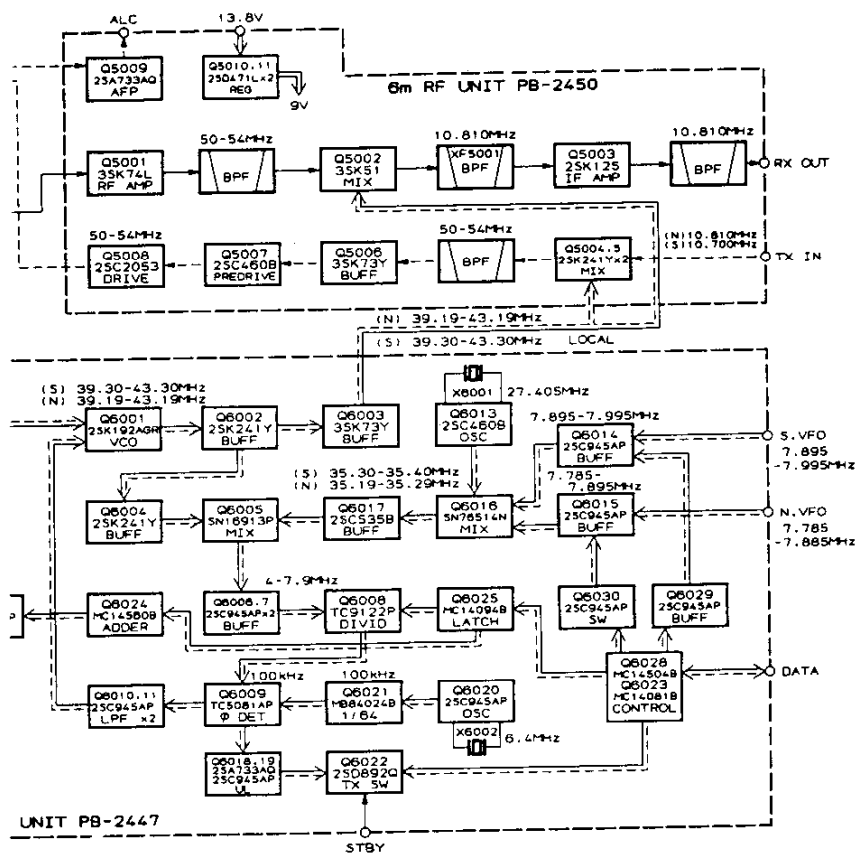 ALC
13.8V
Q5009
2SA733AQ
AFP
Q5010.11
2SD471L×2
REG
9V
6m RF UNIT PB-2450
Q5001
3SK74L
RF AMP
50-54MHz
BPF
Q5002
3SK51
MIX
10.810MHz
XF5001
BPF
Q5003
2SK125
IF AMP
10.810MHz
BPF
RX OUT
50-54MHz
Q5008
2SC2053
DRIVE
Q5007
2SC460B
PREDRIVE
Q5006
3SK73Y
BUFF
50-54MHz
BPF
Q5004.5
2SK241Y×2
MIX
(N)10.810MHz
(S)10.700MHz
TX IN
(N) 39.19-43.19MHz
(S) 39.30-43.30MHz
LOCAL
(S) 39.30-43.30MHz
(N) 39.19-43.19MHz
Q6001
2SK192AGR
VCO
Q6002
2SK241Y
BUFF
Q6003
3SK73Y
BUFF
X6001
27.405MHz
Q6013
2SC460B
OSC
7.895-7.995MHz
Q6014
2SC945AP
BUFF
S.VFO
7.895
-7.995MHz
(S) 35.30-35.40MHz
(N) 35.19-35.29MHz
7.785-
7.895MHz
Q6004
2SK241Y
BUFF
Q6005
SN16913P
MIX
Q6017
2SC535B
BUFF
Q6016
SN76514N
MIX
Q6015
2SC945AP
BUFF
N.VFO
7.785
-7.885MHz
4-7.9MHz
P
Q6024
MC14560B
ADDER
Q6006.7
2SC945AP×2
BUFF
Q6008
TC9122P
DIVID
Q6025
MC14094B
LATCH
Q6030
2SC945AP
SW
Q6029
2SC945AP
BUFF
100kHz
100kHz
Q6028
MC14504B
Q6023
MC14081B
CONTROL
DATA
Q6010.11
2SC945AP
LPF ×2
Q6009
TC5081AP
Φ DET
Q6021
MB84024B
1/64
Q6020
2SC945AP
OSC
X6002
6.4MHz
Q6018.19
2SA733AQ
2SC945AP
UL
Q6022
2SD892Q
TX SW
UNIT PB-2447
STBY